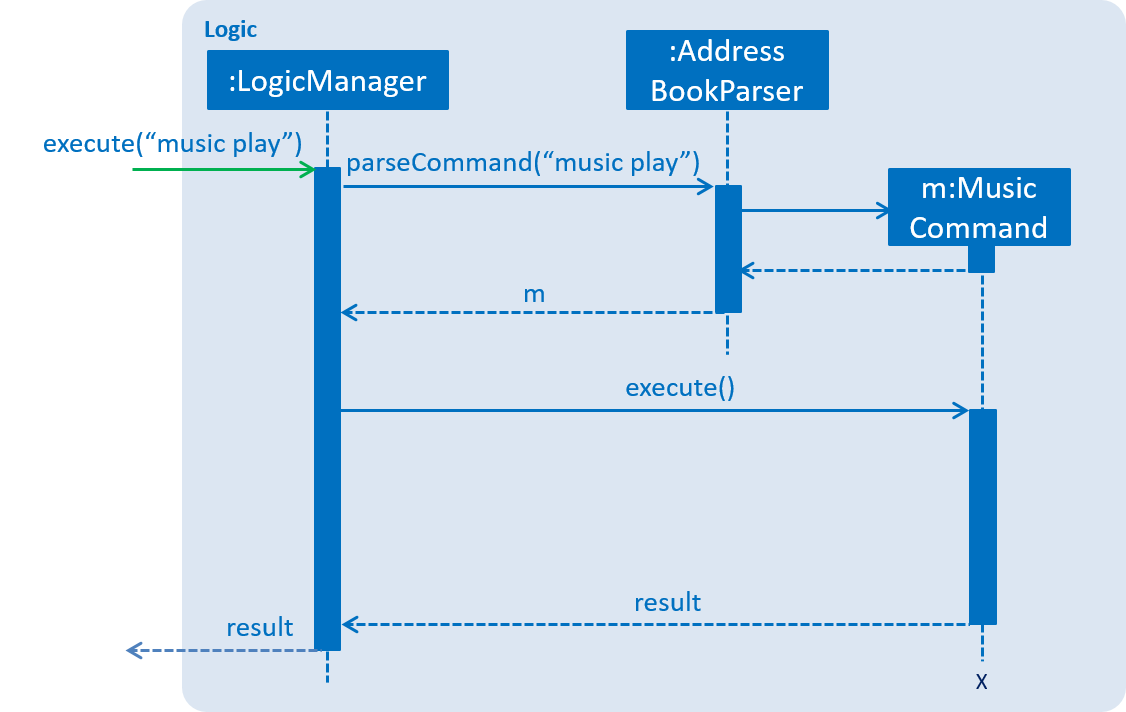 Logic
:LogicManager
:Address
BookParser
execute(“music play”)
parseCommand(“music play”)
m:Music
Command
m
execute()
result
result
X